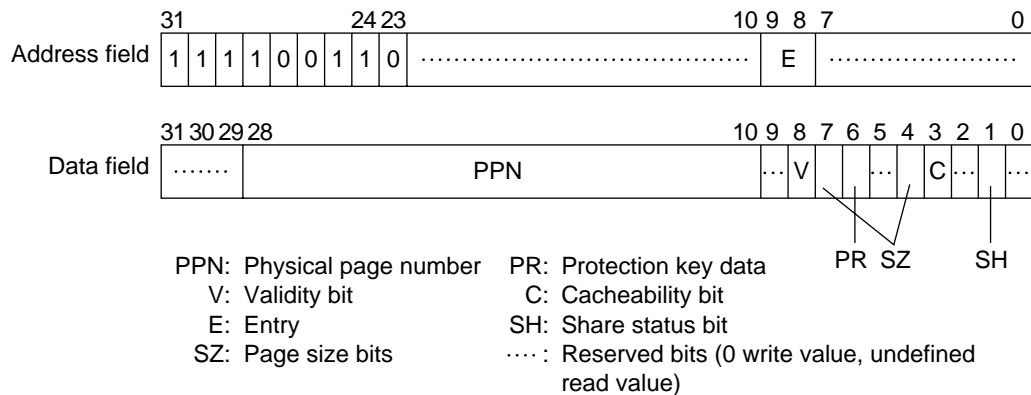 31 24 23 10 9 8 7 0
Address field 1 1 1 1 0 0 1 1 0 ........ E ........
31 30 29 28 10 9 8 7 6 5 4 3 2 1 0
Data field ....... PPN ... V ... C ... ...
PR SZ SH
PPN: Physical page number PR: Protection key data
V: Validity bit C: Cacheability bit
E: Entry SH: Share status bit
SZ: Page size bits ····: Reserved bits (0 write value, undefined
read value)